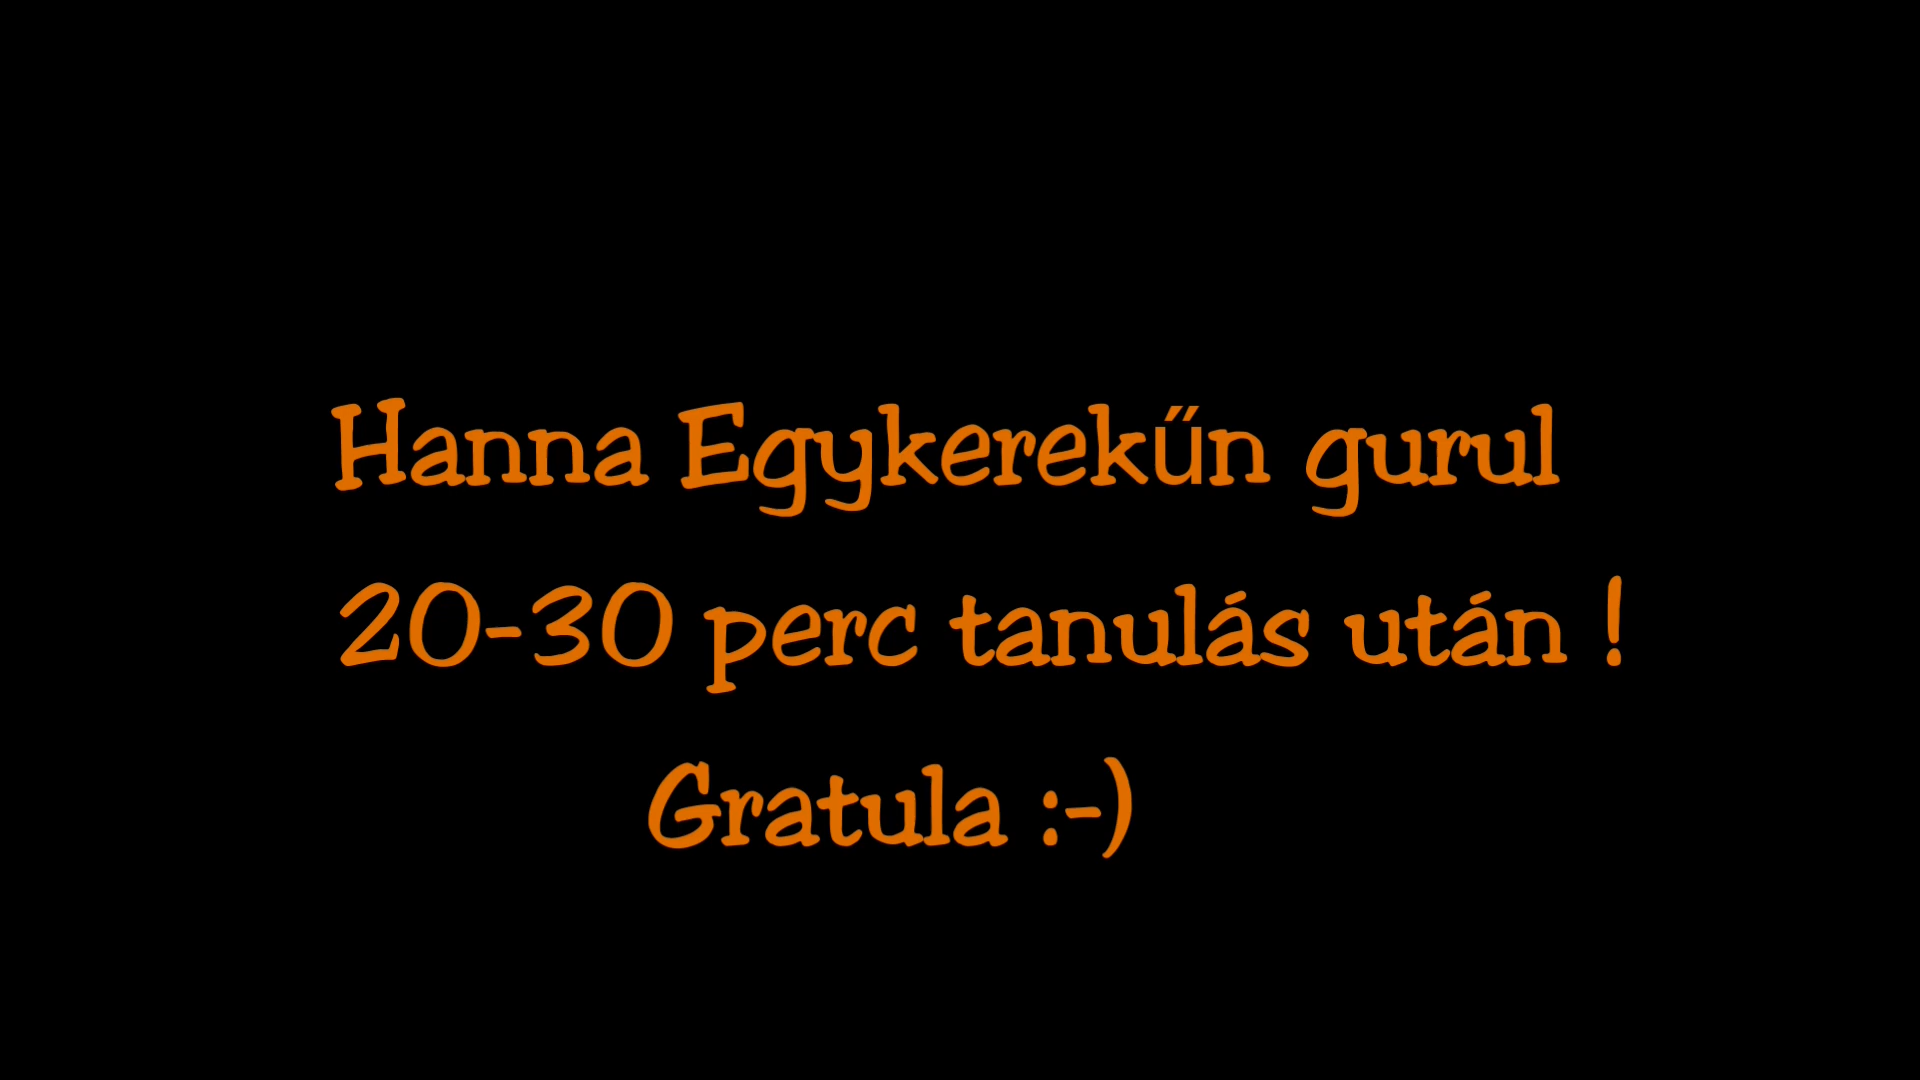 Hanna Egykerekűn gurul
20-30 perc tanulás után !
Gratula :-)